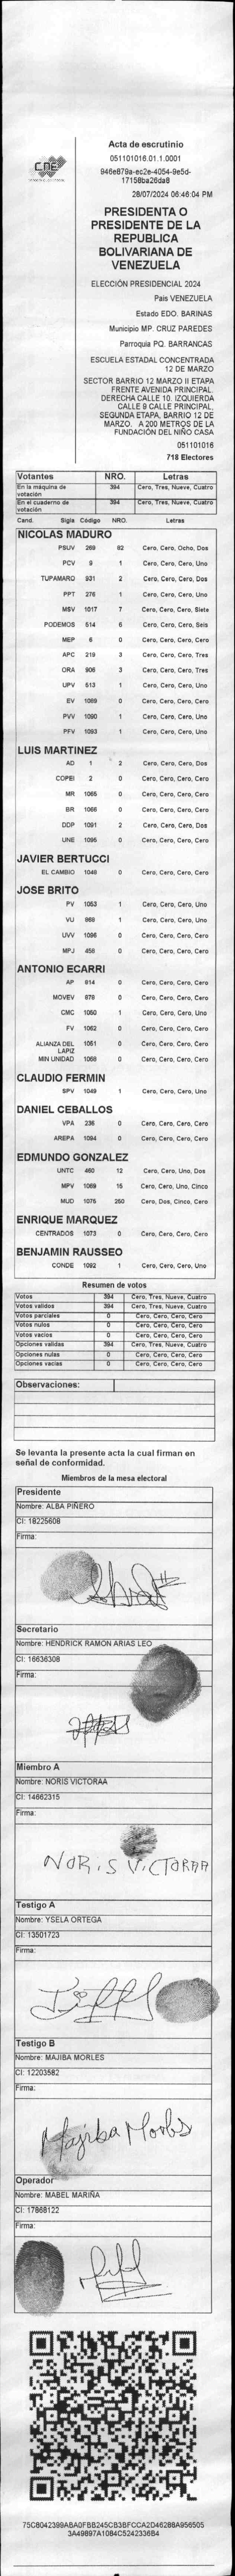 CNE
Acta de escrutinio
051101016.01.1.0001
946e879a-ec2e-4054-9e5d-
17158ba26da8
28/07/2024 06:46:04 PM
PRESIDENTA O
PRESIDENTE DE LA
REPUBLICA
BOLIVARIANA DE
VENEZUELA
ELECCIÓN PRESIDENCIAL 2024
País VENEZUELA
Estado EDO. BARINAS
Municipio MP. CRUZ PAREDES
Parroquia PQ. BARRANCAS
ESCUELA ESTADAL CONCENTRADA
12 DE MARZO
SECTOR BARRIO 12 MARZO II ETAPA
FRENTE AVENIDA PRINCIPAL.
DERECHA CALLE 10. IZQUIERDA
CALLE 9 CALLE PRINCIPAL,
SEGUNDA ETAPA, BARRIO 12 DE
MARZO. A 200 METROS DE LA
FUNDACIÓN DEL NIÑO CASA
051101016
718 Electores
Votantes NRO. Letras
En la máquina de votación 394 Cero, Tres, Nueve, Cuatro
En el cuaderno de votación 394 Cero, Tres, Nueve, Cuatro
Cand. Sigla Código NRO. Letras
NICOLAS MADURO
PSUV 269 82 Cero, Cero, Ocho, Dos
PCV 9 1 Cero, Cero, Cero, Uno
TUPAMARO 931 2 Cero, Cero, Cero, Dos
PPT 276 1 Cero, Cero, Cero, Uno
MSV 1017 7 Cero, Cero, Cero, Siete
PODEMOS 514 6 Cero, Cero, Cero, Seis
MEP 6 0 Cero, Cero, Cero, Cero
APC 219 3 Cero, Cero, Cero, Tres
ORA 906 3 Cero, Cero, Cero, Tres
UPV 513 1 Cero, Cero, Cero, Uno
EV 1089 0 Cero, Cero, Cero, Cero
PVV 1090 1 Cero, Cero, Cero, Uno
PFV 1093 1 Cero, Cero, Cero, Uno
LUIS MARTINEZ
AD 1 2 Cero, Cero, Cero, Dos
COPEI 2 0 Cero, Cero, Cero, Cero
MR 1065 0 Cero, Cero, Cero, Cero
BR 1066 0 Cero, Cero, Cero, Cero
DDP 1091 2 Cero, Cero, Cero, Dos
UNE 1095 0 Cero, Cero, Cero, Cero
JAVIER BERTUCCI
EL CAMBIO 1048 0 Cero, Cero, Cero, Cero
JOSE BRITO
PV 1053 1 Cero, Cero, Cero, Uno
VU 868 1 Cero, Cero, Cero, Uno
UVV 1096 0 Cero, Cero, Cero, Cero
MPJ 458 0 Cero, Cero, Cero, Cero
ANTONIO ECARRI
AP 814 0 Cero, Cero, Cero, Cero
MOVEV 876 0 Cero, Cero, Cero, Cero
CMC 1050 1 Cero, Cero, Cero, Uno
FV 1062 0 Cero, Cero, Cero, Cero
ALIANZA DEL LAPIZ 1051 0 Cero, Cero, Cero, Cero
MIN UNIDAD 1068 0 Cero, Cero, Cero, Cero
CLAUDIO FERMIN
SPV 1049 1 Cero, Cero, Cero, Uno
DANIEL CEBALLOS
VPA 236 0 Cero, Cero, Cero, Cero
AREPA 1094 0 Cero, Cero, Cero, Cero
EDMUNDO GONZALEZ
UNTC 460 12 Cero, Cero, Uno, Dos
MPV 1069 15 Cero, Cero, Uno, Cinco
MUD 1075 250 Cero, Dos, Cinco, Cero
ENRIQUE MARQUEZ
CENTRADOS 1073 0 Cero, Cero, Cero, Cero
BENJAMIN RAUSSEO
CONDE 1092 1 Cero, Cero, Cero, Uno
Resumen de votos
Votos 394 Cero, Tres, Nueve, Cuatro
Votos validos 394 Cero, Tres, Nueve, Cuatro
Votos parciales 0 Cero, Cero, Cero, Cero
Votos nulos 0 Cero, Cero, Cero, Cero
Votos vacios 0 Cero, Cero, Cero, Cero
Opciones validas 394 Cero, Tres, Nueve, Cuatro
Opciones nulas 0 Cero, Cero, Cero, Cero
Opciones vacias 0 Cero, Cero, Cero, Cero
Observaciones:
Se levanta la presente acta la cual firman en
señal de conformidad.
Miembros de la mesa electoral
Presidente
Nombre: ALBA PIÑERO
CI: 18225608
Firma:
Secretario
Nombre: HENDRICK RAMON ARIAS LEO
CI: 16636308
Firma:
Miembro A
Nombre: NORIS VICTORAA
CI: 14662315
Firma:
NORIS VICTORAA
Testigo A
Nombre: YSELA ORTEGA
CI: 13501723
Firma:
Testigo B
Nombre: MAJIBA MORLES
CI: 12203582
Firma:
Majiba Morles
Operador
Nombre: MABEL MARIÑA
CI: 17868122
Firma:
75C8042399ABA0FBB245CB3BFCCA2D46288A956505
3A49897A1084C5242336B4